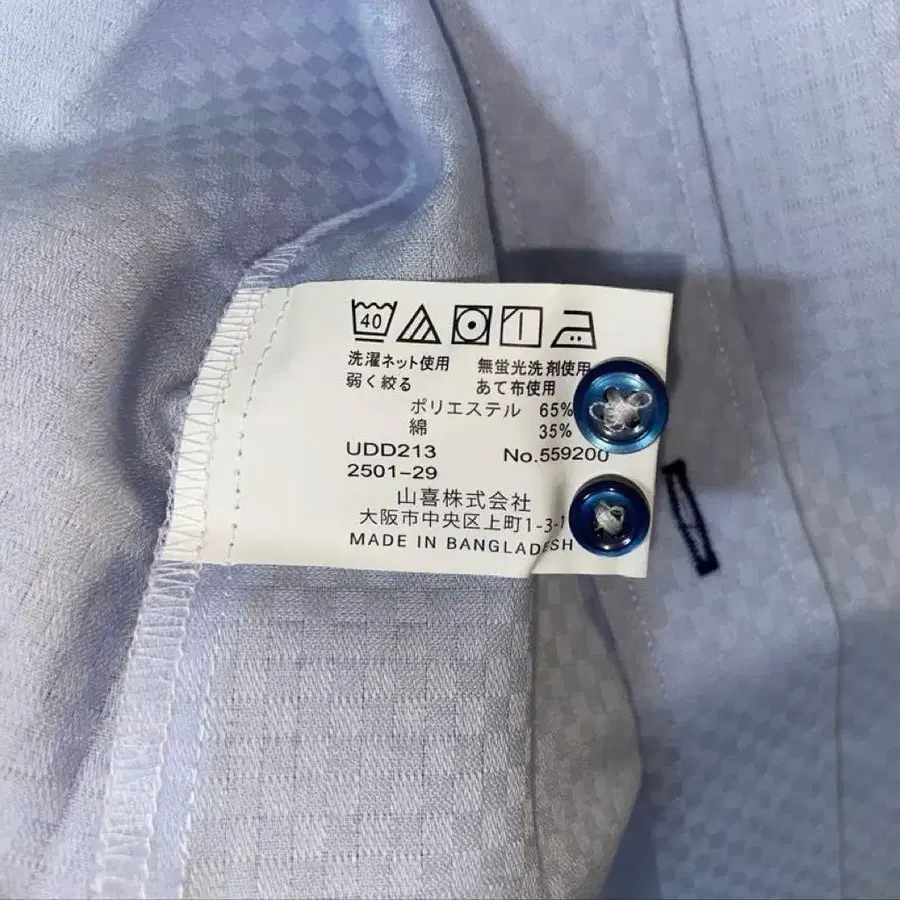 40
洗濯ネット使用 無蛍光洗剤使用
弱く絞る あて布使用
ポリエステル 65%
綿 35%
UDD213 No.559200
2501-29
山喜株式会社
大阪市中央区上町1-3-1
MADE IN BANGLADESH